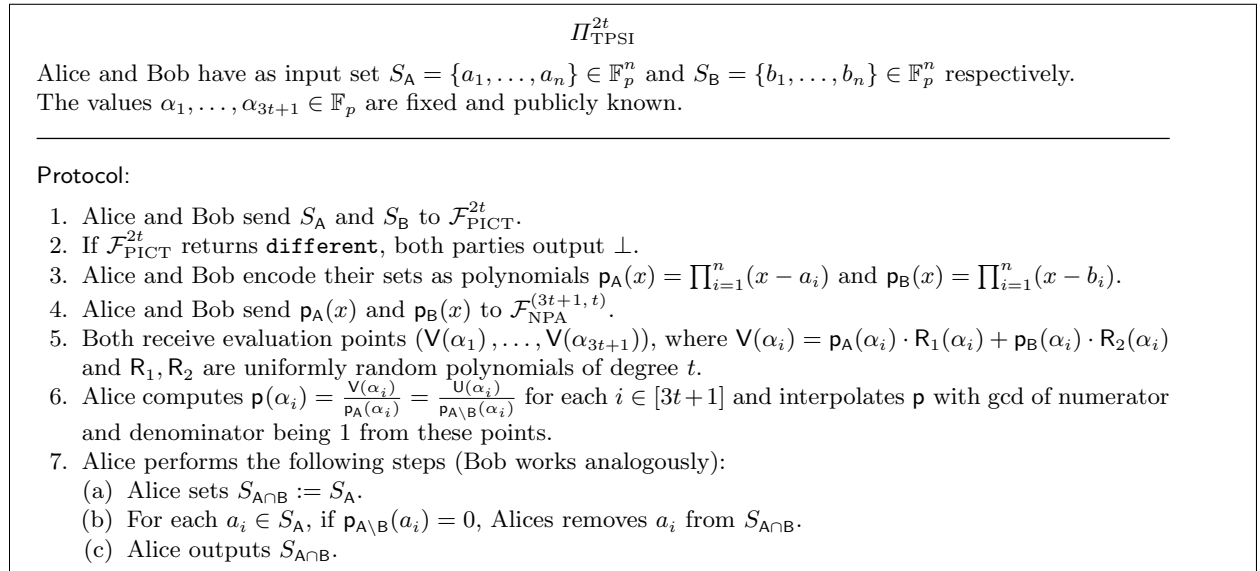 Π_TPSI^{2t}
Alice and Bob have as input set S_A = {a_1, . . . , a_n} ∈ 𝔽_p^n and S_B = {b_1, . . . , b_n} ∈ 𝔽_p^n respectively.
The values α_1, . . . , α_{3t+1} ∈ 𝔽_p are fixed and publicly known.
Protocol:
1. Alice and Bob send S_A and S_B to ℱ_PICT^{2t}.
2. If ℱ_PICT^{2t} returns different, both parties output ⊥.
3. Alice and Bob encode their sets as polynomials p_A(x) = ∏_{i=1}^n (x − a_i) and p_B(x) = ∏_{i=1}^n (x − b_i).
4. Alice and Bob send p_A(x) and p_B(x) to ℱ_NPA^{(3t+1, t)}.
5. Both receive evaluation points (V(α_1) , . . . , V(α_{3t+1})), where V(α_i) = p_A(α_i) · R_1(α_i) + p_B(α_i) · R_2(α_i)
and R_1, R_2 are uniformly random polynomials of degree t.
6. Alice computes p(α_i) = V(α_i)/p_A(α_i) = U(α_i)/p_{A\B}(α_i) for each i ∈ [3t+1] and interpolates p with gcd of numerator
and denominator being 1 from these points.
7. Alice performs the following steps (Bob works analogously):
(a) Alice sets S_{A∩B} := S_A.
(b) For each a_i ∈ S_A, if p_{A\B}(a_i) = 0, Alices removes a_i from S_{A∩B}.
(c) Alice outputs S_{A∩B}.